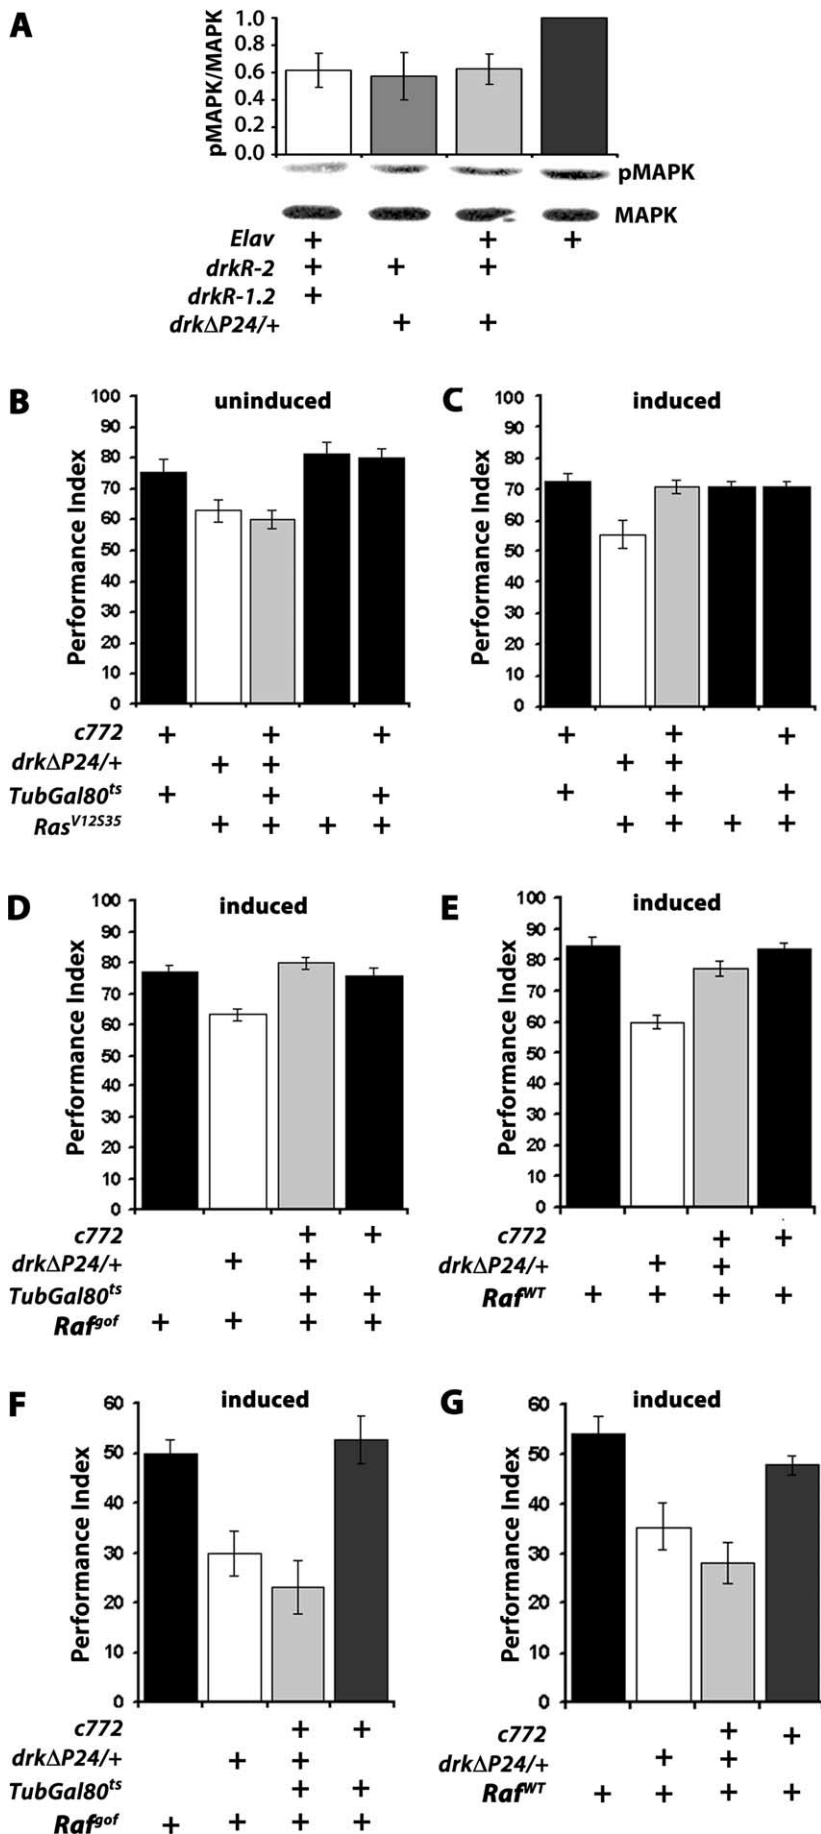 A
pMAPK/MAPK
1.0
0.8
0.6
0.4
0.2
0.0
pMAPK
MAPK
Elav + + +
drkR-2 + + +
drkR-1.2 +
drkΔP24/+ + +
B
uninduced
Performance Index
100
90
80
70
60
50
40
30
20
10
0
c772 + + +
drkΔP24/+ + +
TubGal80ts + + +
RasV12S35 + + + +
C
induced
Performance Index
100
90
80
70
60
50
40
30
20
10
0
+ + +
+ +
+ + +
+ + + +
D
induced
Performance Index
100
90
80
70
60
50
40
30
20
10
0
c772 + +
drkΔP24/+ + +
TubGal80ts + +
Rafgof + + + +
E
induced
Performance Index
100
90
80
70
60
50
40
30
20
10
0
c772 + +
drkΔP24/+ + +
RafWT + + + +
F
induced
Performance Index
60
50
40
30
20
10
0
c772 + +
drkΔP24/+ + +
TubGal80ts + +
Rafgof + + + +
G
induced
Performance Index
60
50
40
30
20
10
0
c772 + +
drkΔP24/+ + +
RafWT + + + +